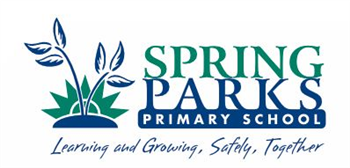 SPRING
PARKS
PRIMARY SCHOOL
Learning and Growing, Safely, Together